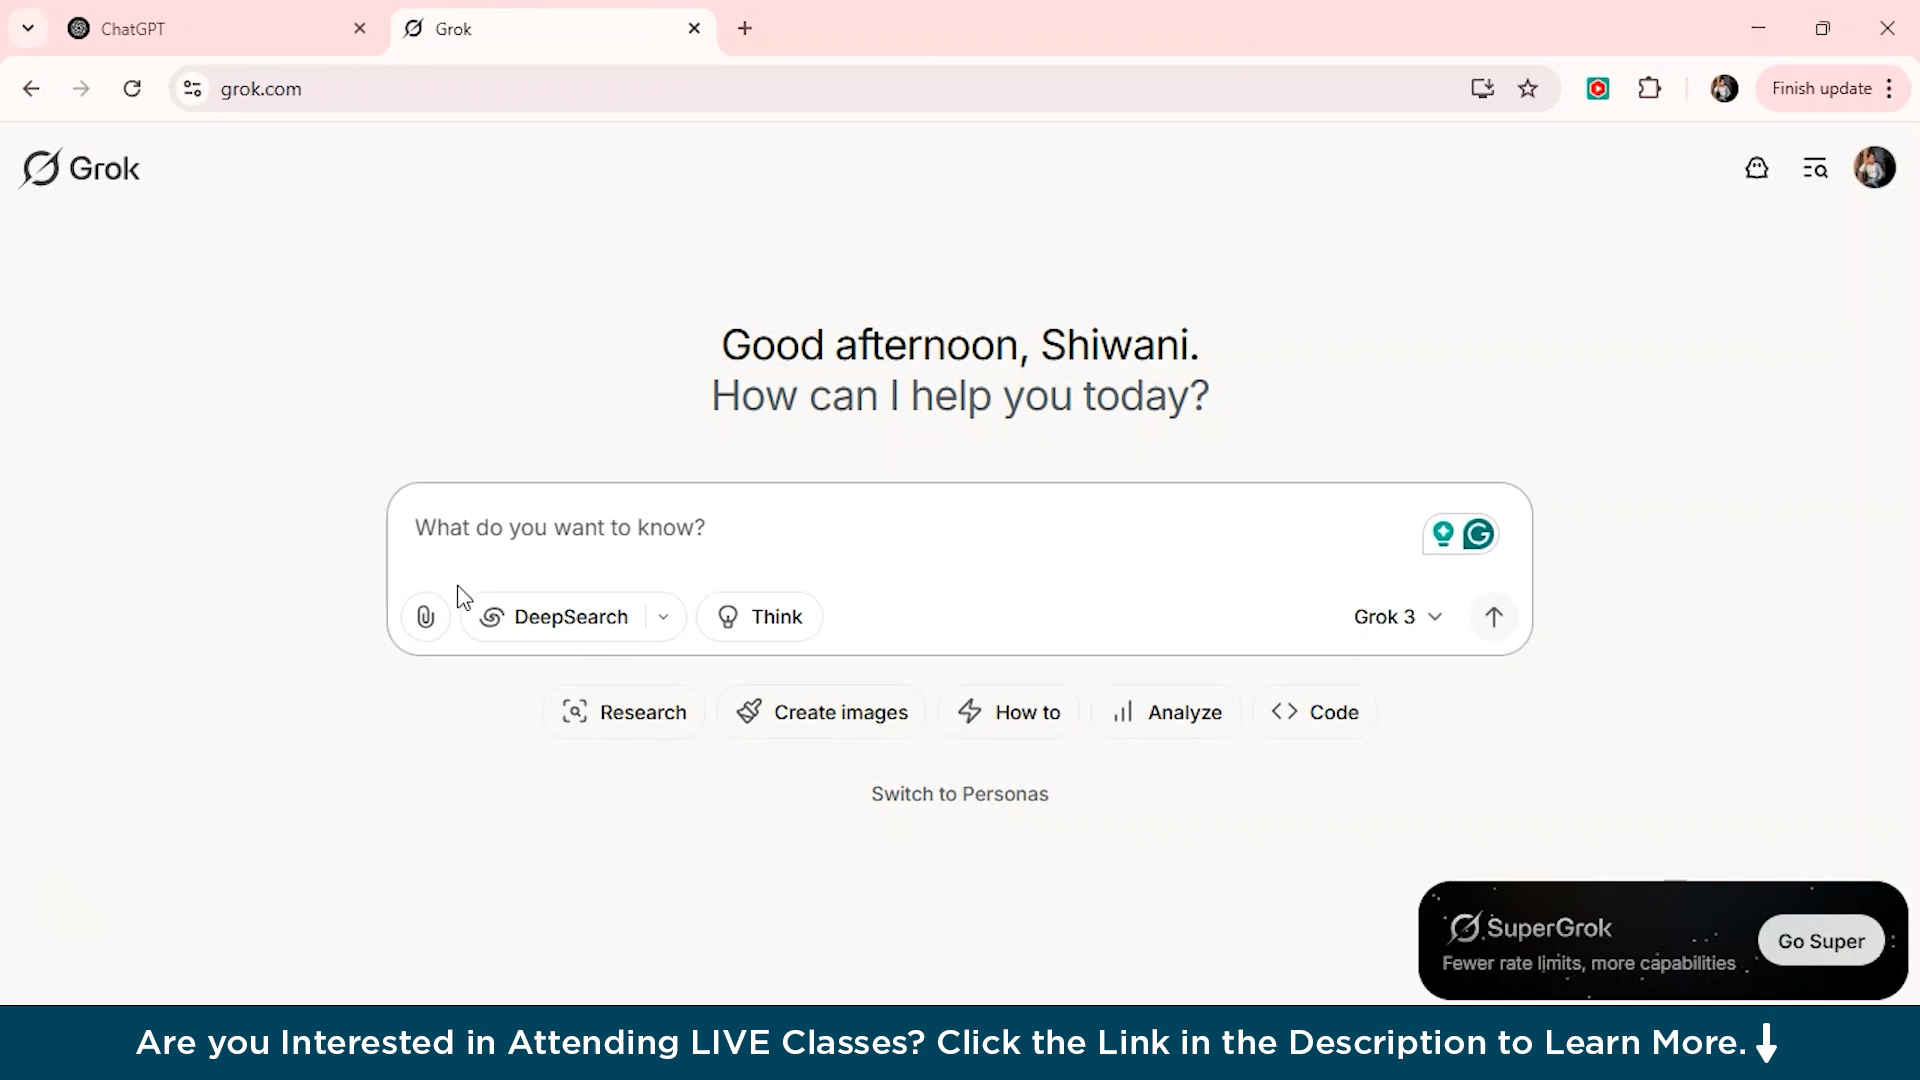 ChatGPT
Grok
grok.com
Finish update
Grok
Good afternoon, Shiwani.
How can I help you today?
What do you want to know?
DeepSearch
Think
Grok 3
Research
Create images
How to
Analyze
Code
Switch to Personas
SuperGrok
Fewer rate limits, more capabilities
Go Super
Are you Interested in Attending LIVE Classes? Click the Link in the Description to Learn More.